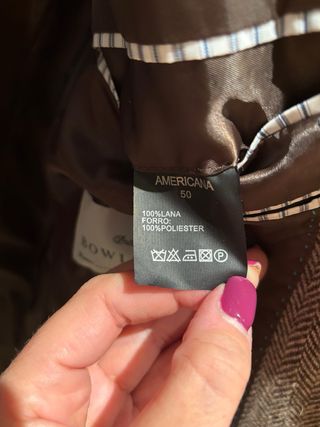 AMERICANA
50
100%LANA
FORRO:
100%POLIESTER
P